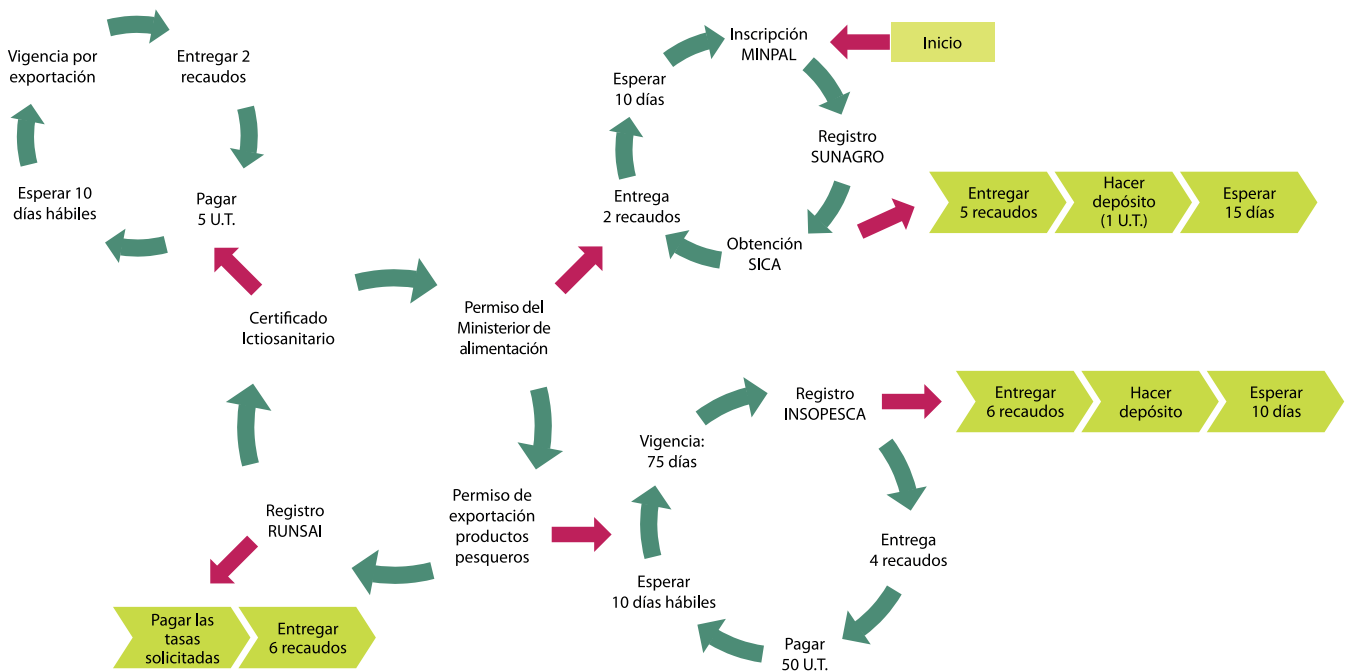 Vigencia por
exportación
Entregar 2
recaudos
Pagar
5 U.T.
Esperar 10
días hábiles
Inscripción
MINPAL
Inicio
Esperar
10 días
Registro
SUNAGRO
Entrega
2 recaudos
Obtención
SICA
Entregar
5 recaudos
Hacer
depósito
(1 U.T.)
Esperar
15 días
Certificado
Ictiosanitario
Permiso del
Ministerior de
alimentación
Registro
INSOPESCA
Entregar
6 recaudos
Hacer
depósito
Esperar
10 días
Vigencia:
75 días
Registro
RUNSAI
Permiso de
exportación
productos
pesqueros
Entrega
4 recaudos
Esperar
10 días hábiles
Pagar
50 U.T.
Pagar las
tasas
solicitadas
Entregar
6 recaudos